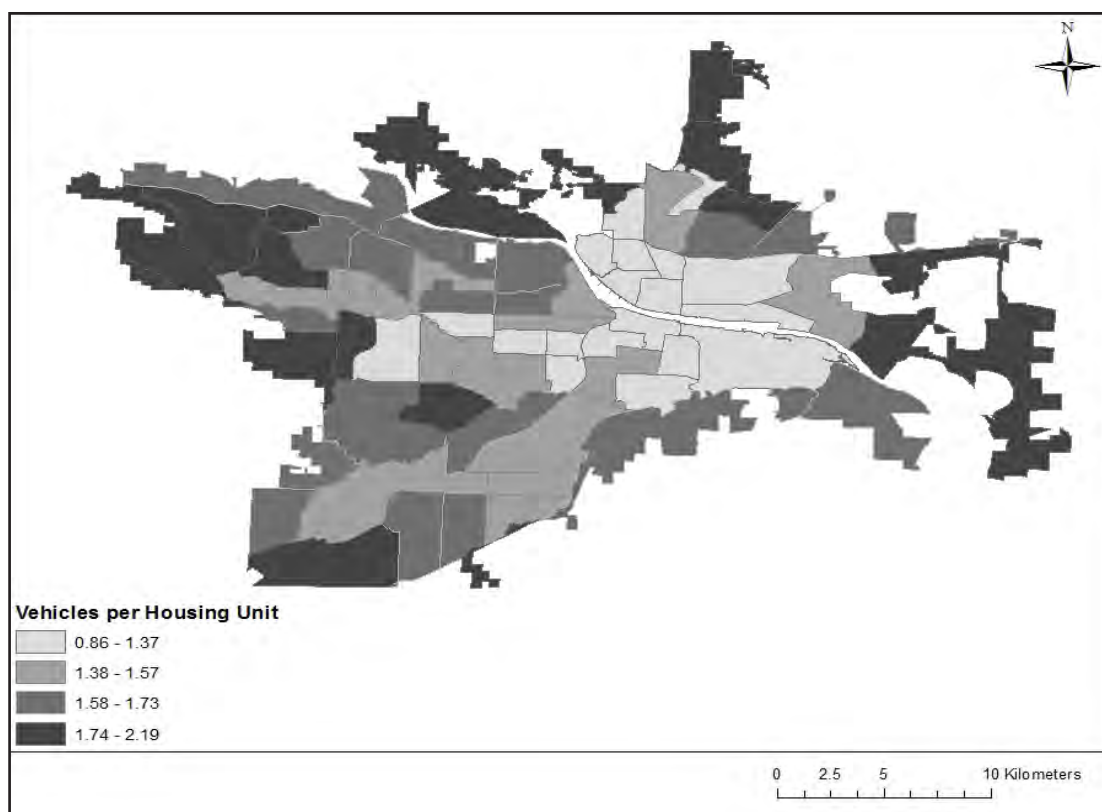 N
Vehicles per Housing Unit
0.86 - 1.37
1.38 - 1.57
1.58 - 1.73
1.74 - 2.19
0 2.5 5 10 Kilometers